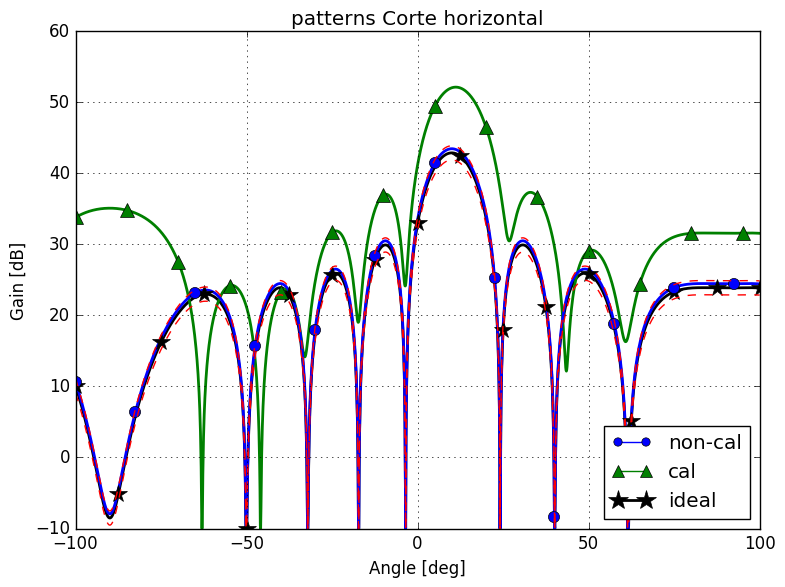 patterns Corte horizontal
60
50
40
30
20
10
0
−10
Gain [dB]
−100
−50
0
50
100
Angle [deg]
non-cal
cal
ideal